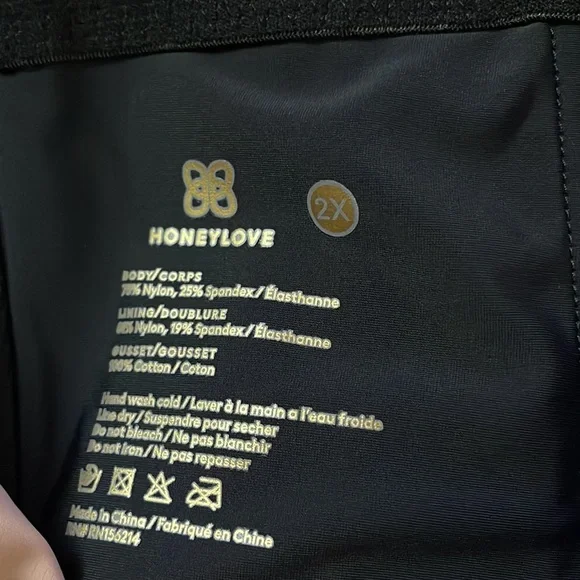 HONEYLOVE
2X
BODY/CORPS
Nylon, 25% Spandex / Élasthanne
LINING/DOUBLURE
Nylon, 19% Spandex / Élasthanne
GUSSET/GOUSSET
100% Cotton / Coton
Hand wash cold / Laver à la main a l'eau froide
Line dry / Suspendre pour secher
Do not bleach / Ne pas blanchir
Do not Iron / Ne pas repasser
Made in China / Fabriqué en Chine
RN# RN156214